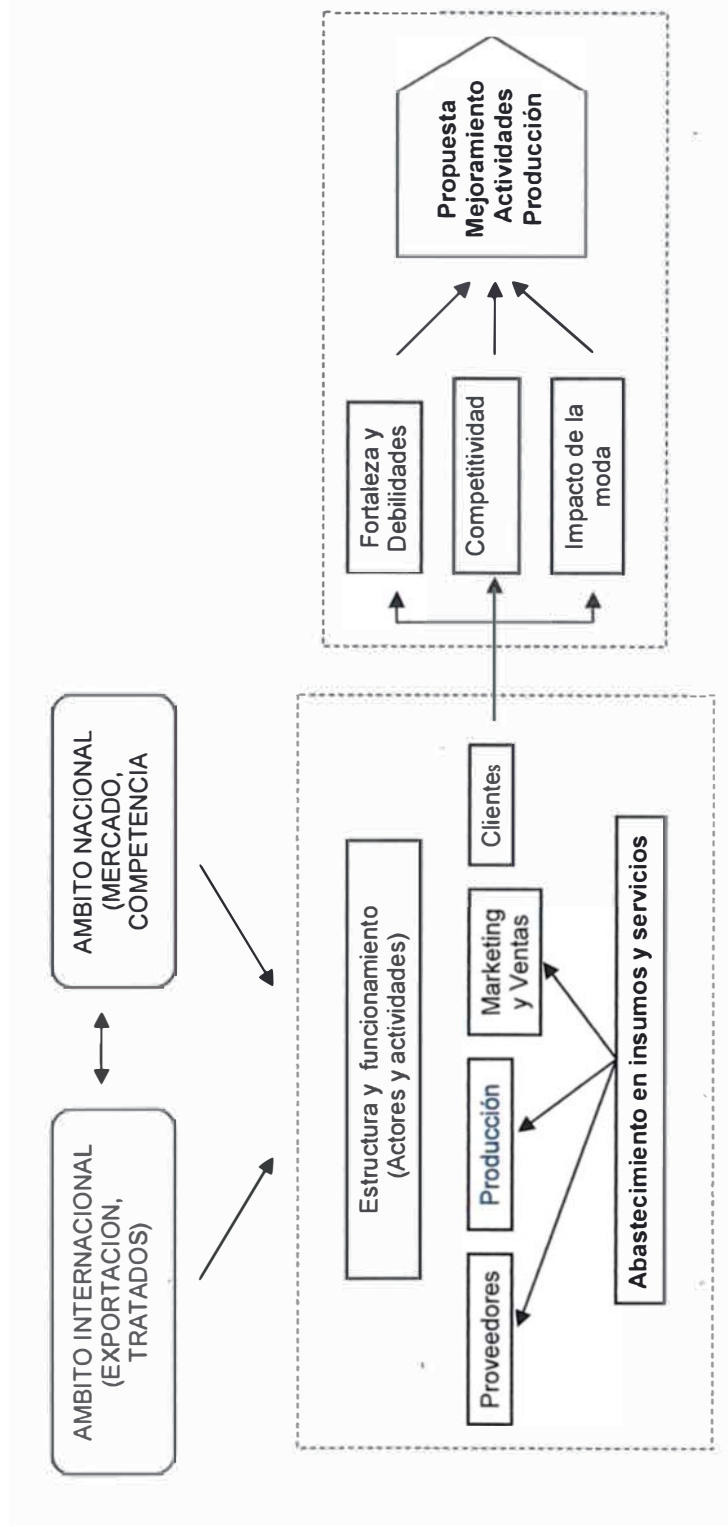 AMBITO INTERNACIONAL
(EXPORTACION,
TRATADOS)
AMBITO NACIONAL
(MERCADO,
COMPETENCIA
Estructura y funcionamiento
(Actores y actividades)
Proveedores
Producción
Marketing
y Ventas
Clientes
Abastecimiento en insumos y servicios
Fortaleza y
Debilidades
Competitividad
Impacto de la
moda
Propuesta
Mejoramiento
Actividades
Producción